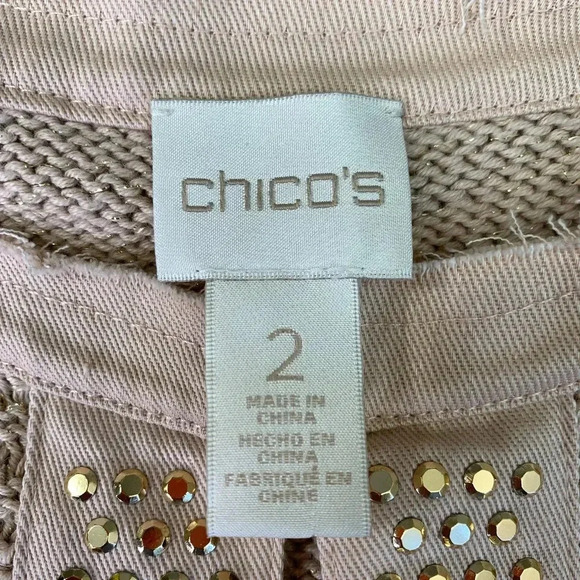 chico's
2
MADE IN
CHINA
HECHO EN
CHINA
FABRIQUÉ EN
CHINE